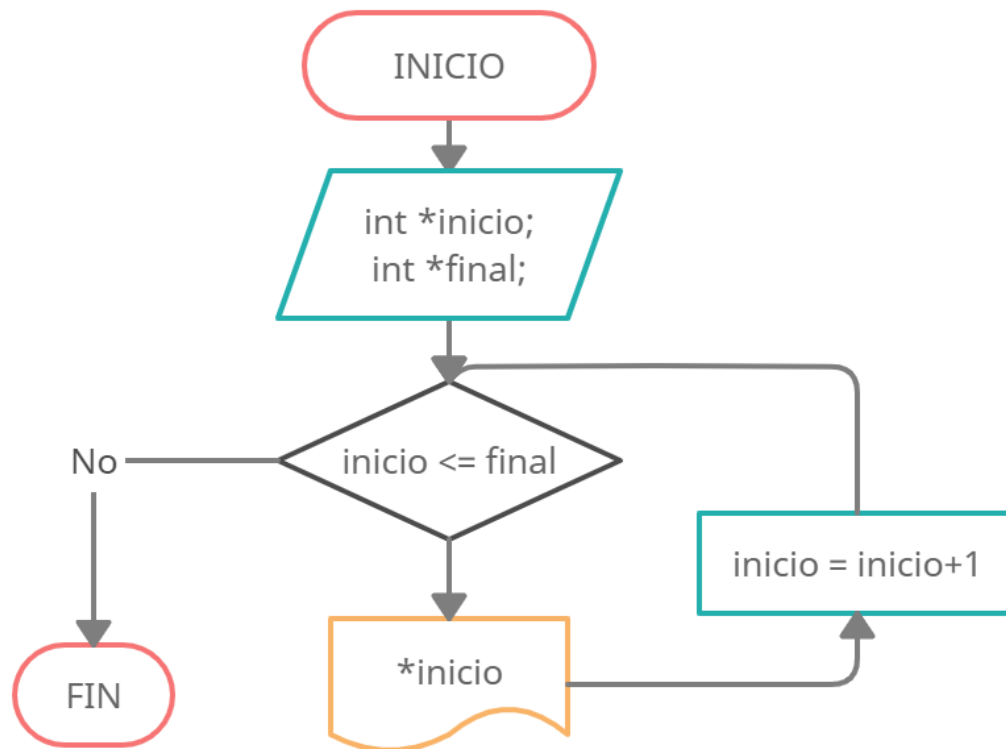 INICIO
int *inicio;
int *final;
inicio <= final
No
inicio = inicio+1
*inicio
FIN